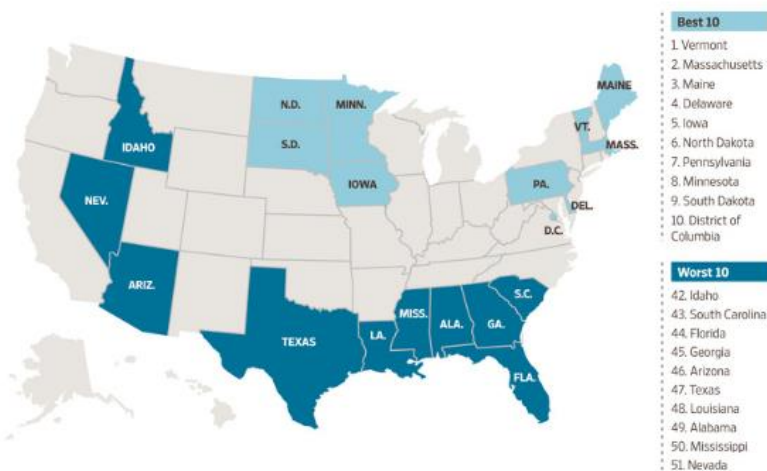 MAINE
N.D.
MINN.
VT.
MASS.
IDAHO
S.D.
IOWA
PA.
NEV.
DEL.
D.C.
ARIZ.
S.C.
MISS.
ALA.
GA.
LA.
TEXAS
FLA.
Best 10
1. Vermont
2. Massachusetts
3. Maine
4. Delaware
5. Iowa
6. North Dakota
7. Pennsylvania
8. Minnesota
9. South Dakota
10. District of
Columbia
Worst 10
42. Idaho
43. South Carolina
44. Florida
45. Georgia
46. Arizona
47. Texas
48. Louisiana
49. Alabama
50. Mississippi
51. Nevada